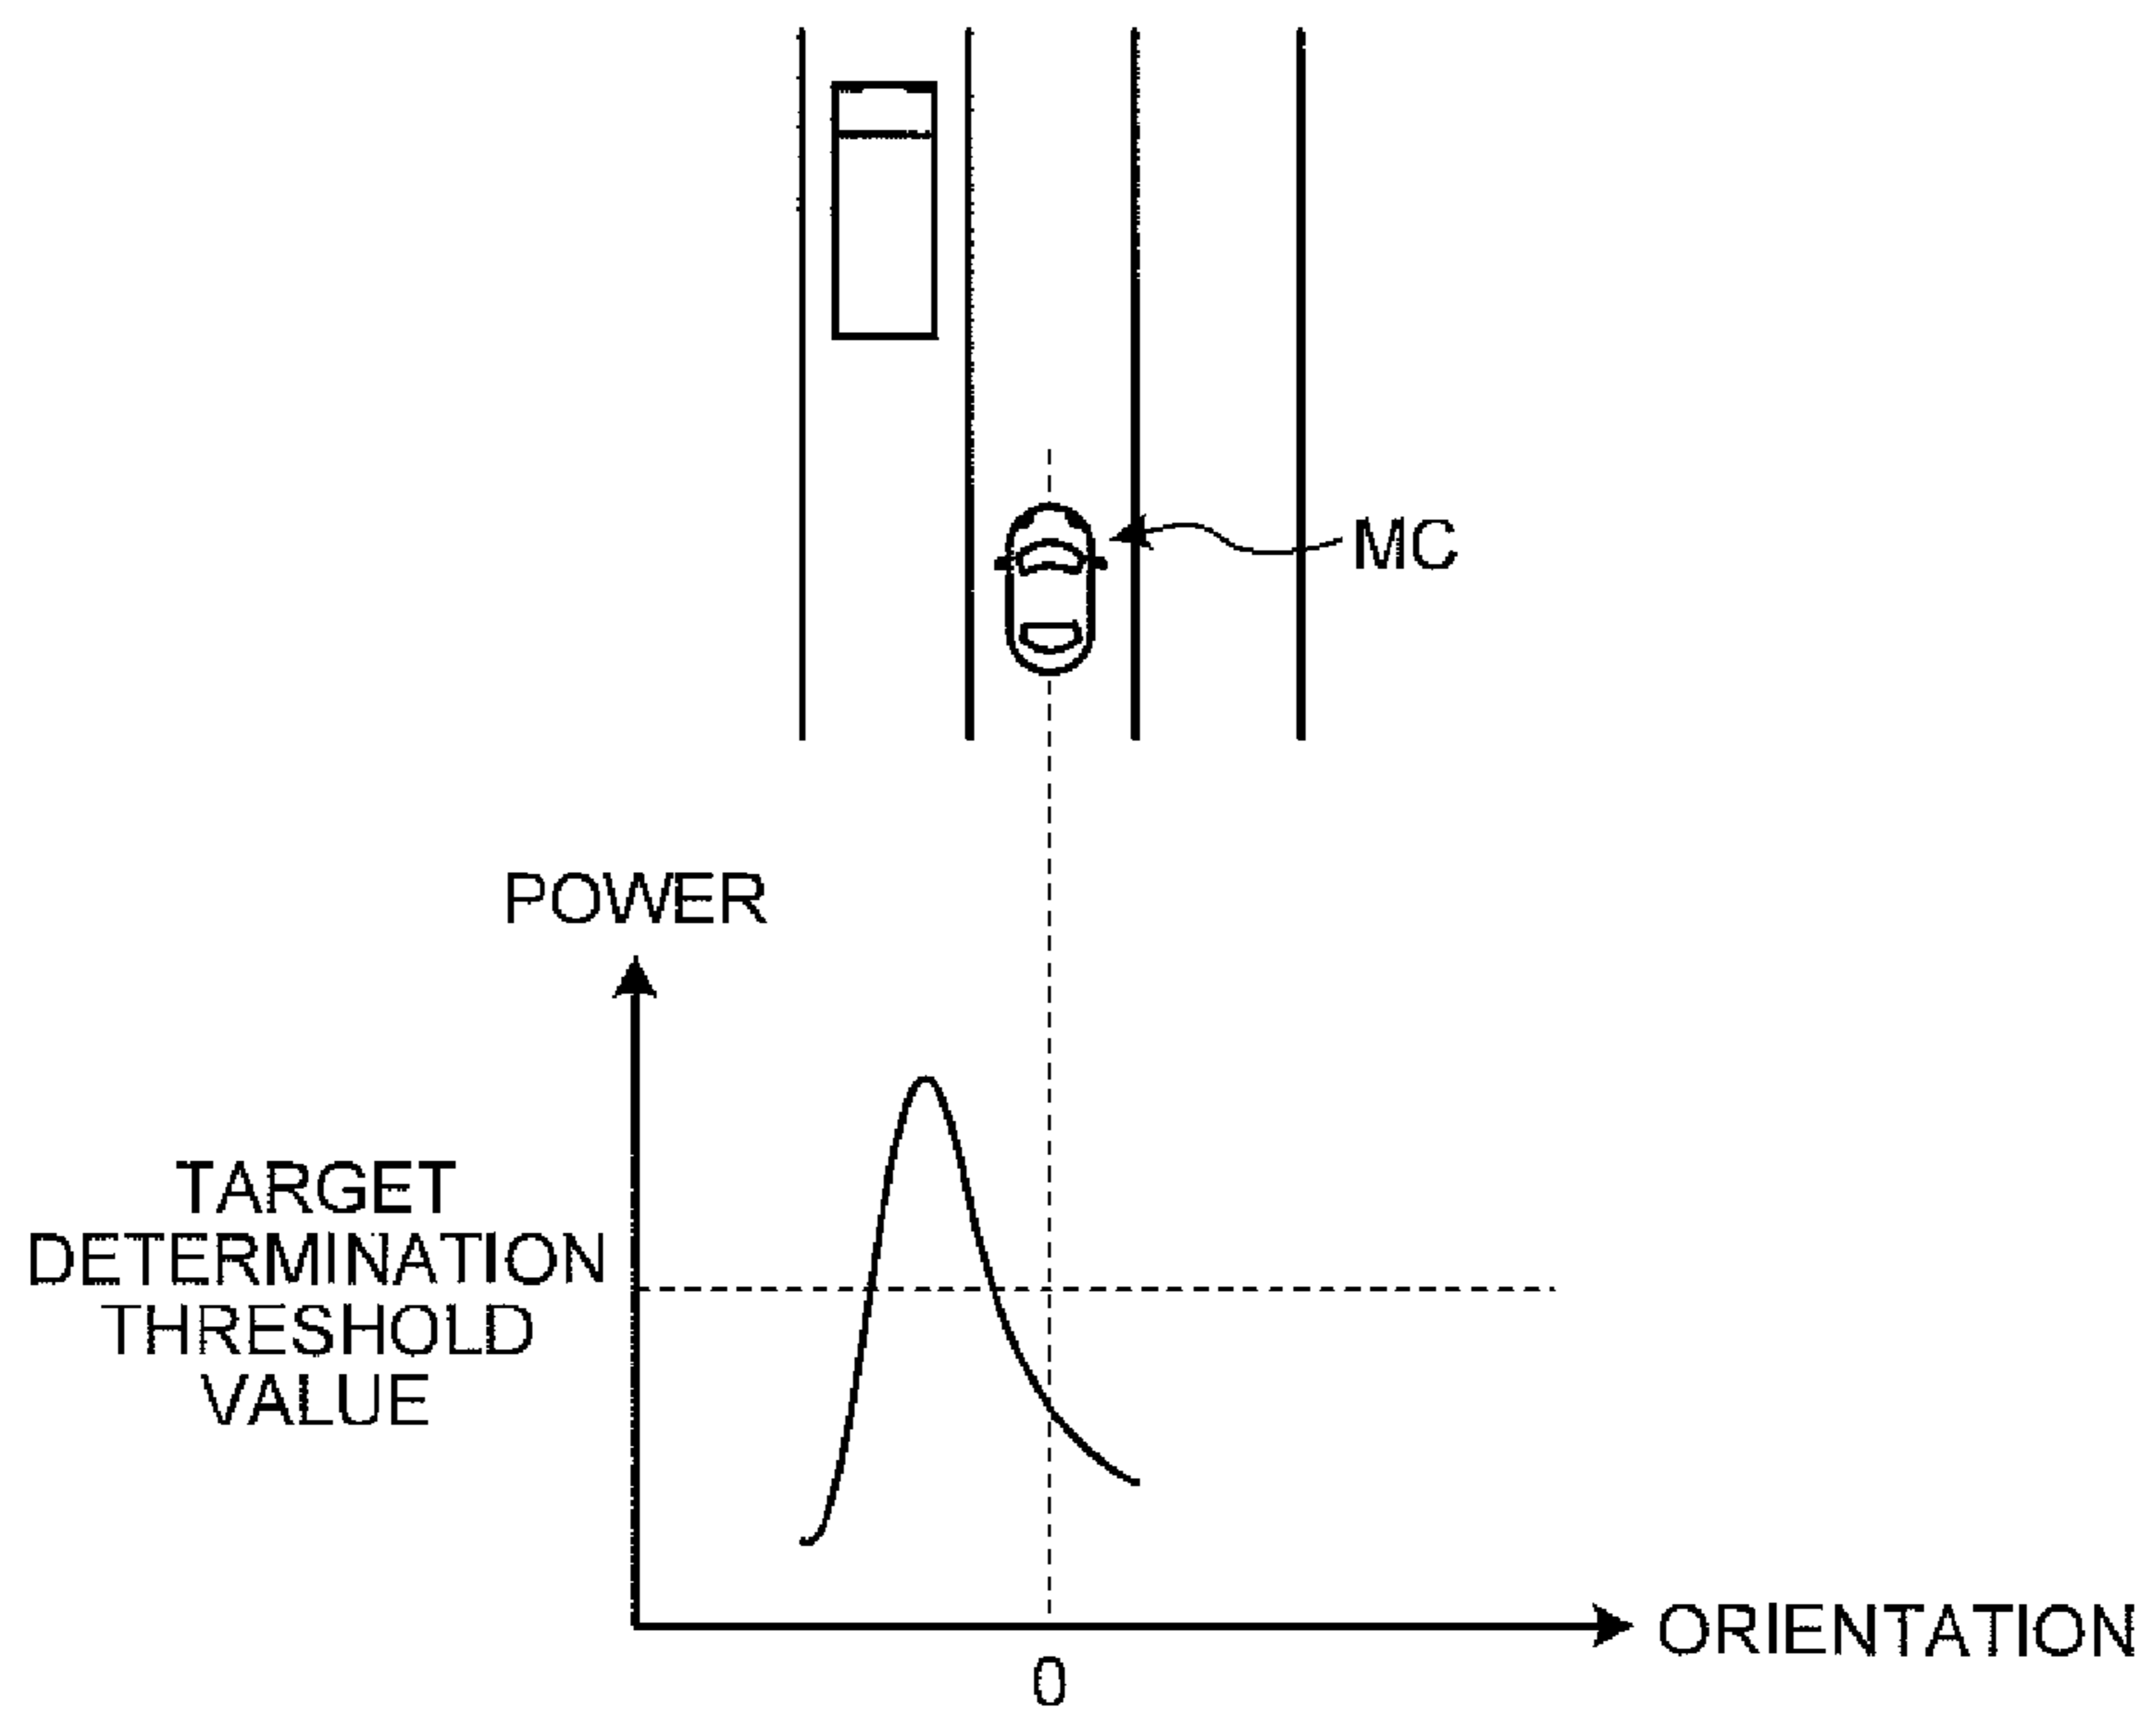 MC
POWER
TARGET
DETERMINATION
THRESHOLD
VALUE
ORIENTATION
0